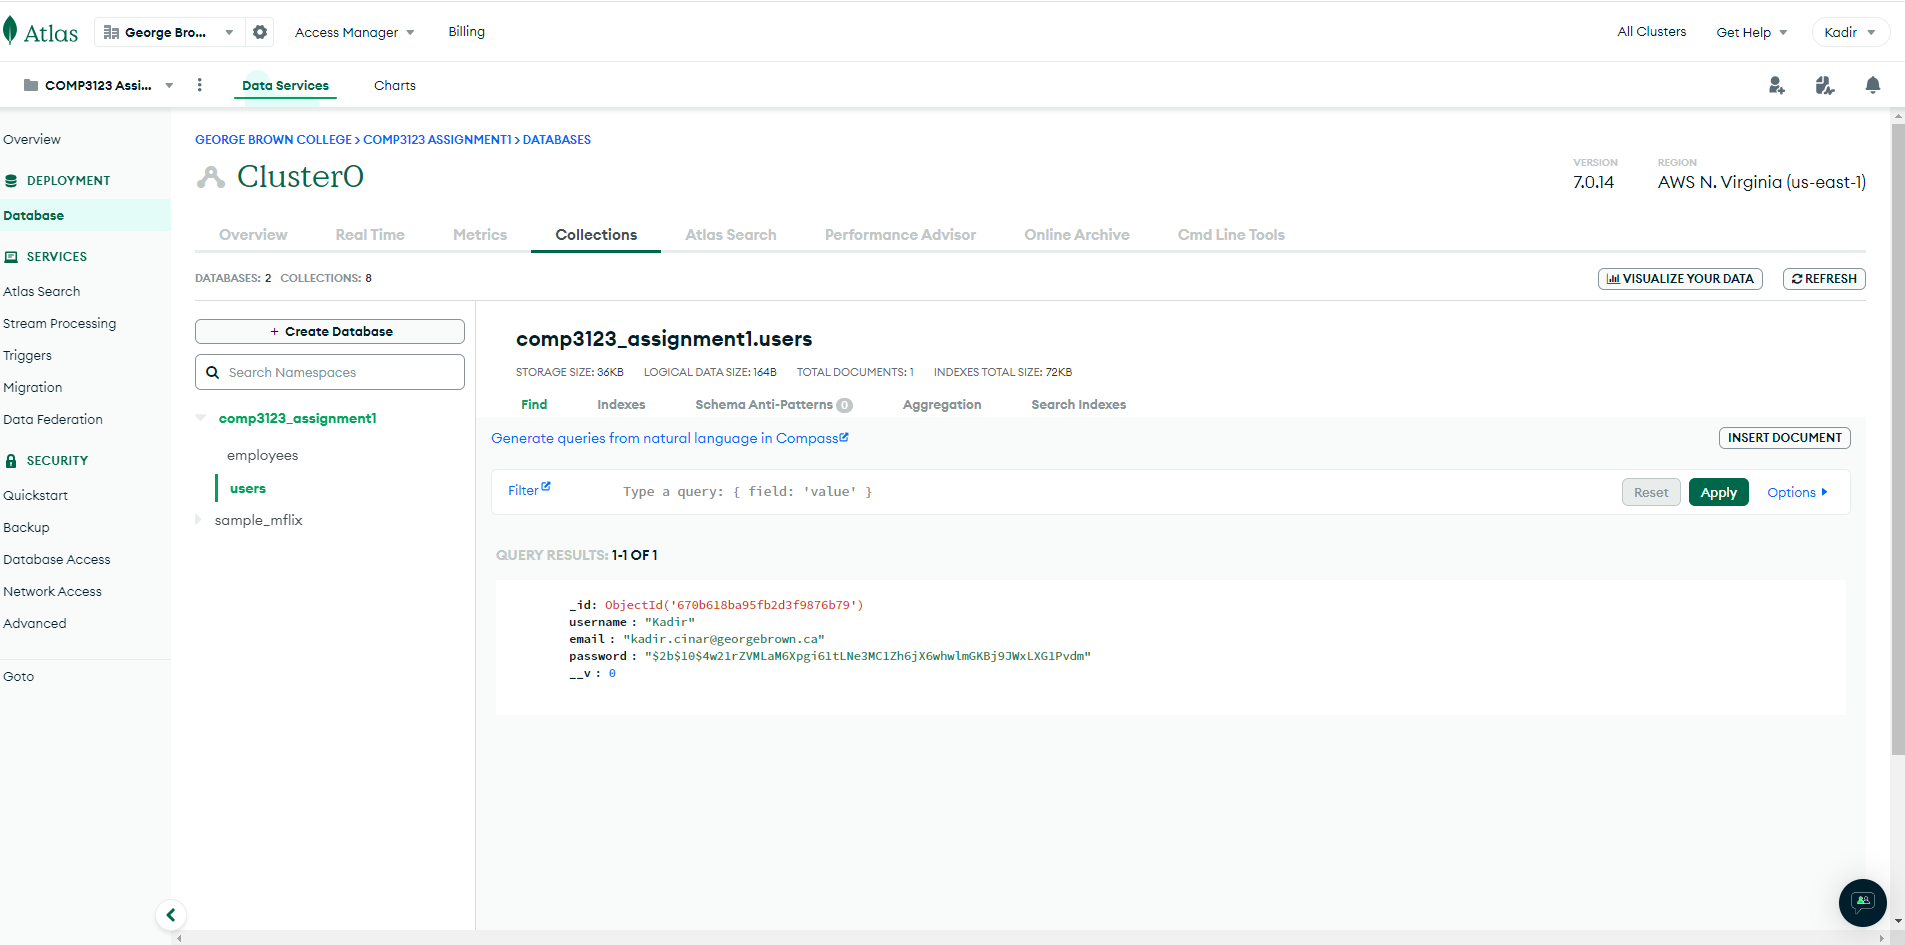 Atlas
George Bro...
Access Manager
Billing
All Clusters
Get Help
Kadir
COMP3123 Assi...
Data Services
Charts
Overview
DEPLOYMENT
Database
SERVICES
Atlas Search
Stream Processing
Triggers
Migration
Data Federation
SECURITY
Quickstart
Backup
Database Access
Network Access
Advanced
Goto
GEORGE BROWN COLLEGE > COMP3123 ASSIGNMENT1 > DATABASES
Cluster0
VERSION
7.0.14
REGION
AWS N. Virginia (us-east-1)
Overview
Real Time
Metrics
Collections
Atlas Search
Performance Advisor
Online Archive
Cmd Line Tools
DATABASES: 2 COLLECTIONS: 8
VISUALIZE YOUR DATA
REFRESH
+ Create Database
Search Namespaces
comp3123_assignment1
employees
users
sample_mflix
comp3123_assignment1.users
STORAGE SIZE: 36KB LOGICAL DATA SIZE: 164B TOTAL DOCUMENTS: 1 INDEXES TOTAL SIZE: 72KB
Find
Indexes
Schema Anti-Patterns 0
Aggregation
Search Indexes
Generate queries from natural language in Compass
INSERT DOCUMENT
Filter
Type a query: { field: 'value' }
Reset
Apply
Options
QUERY RESULTS: 1-1 OF 1
_id: ObjectId('670b618ba95fb2d3f9876b79')
username : "Kadir"
email : "kadir.cinar@georgebrown.ca"
password : "$2b$10$4w21rZVMLaM6Xpgi61tLNe3MC1Zh6jX6whwlmGKBj9JWxLXG1Pvdm"
__v : 0